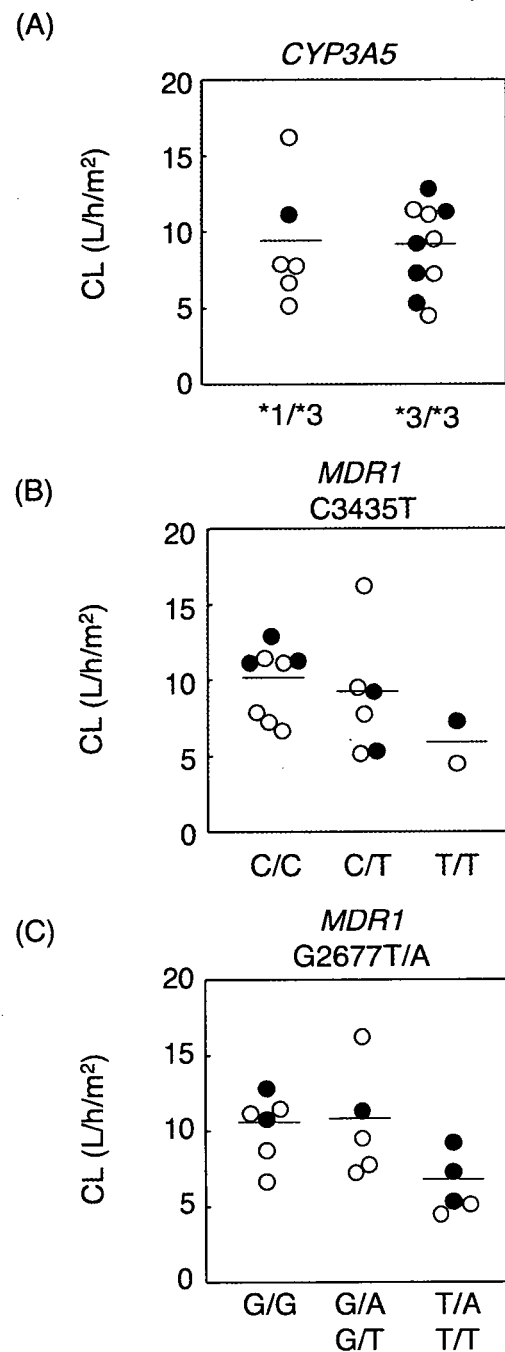 (A)
CYP3A5
20
15
10
5
0
CL (L/h/m²)
*1/*3 *3/*3
(B)
MDR1
C3435T
20
15
10
5
0
CL (L/h/m²)
C/C C/T T/T
(C)
MDR1
G2677T/A
20
15
10
5
0
CL (L/h/m²)
G/G G/A T/A
G/T T/T